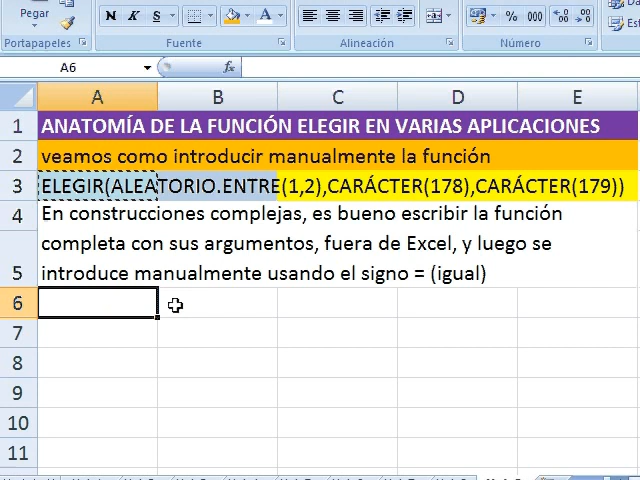 Pegar
N K S
% 000
Portapapeles Fuente Alineación Número
A6 fx
A B C D E
1 ANATOMÍA DE LA FUNCIÓN ELEGIR EN VARIAS APLICACIONES
2 veamos como introducir manualmente la función
3 ELEGIR(ALEATORIO.ENTRE(1,2),CARÁCTER(178),CARÁCTER(179))
4 En construcciones complejas, es bueno escribir la función
completa con sus argumentos, fuera de Excel, y luego se
5 introduce manualmente usando el signo = (igual)
6
7
8
9
10
11